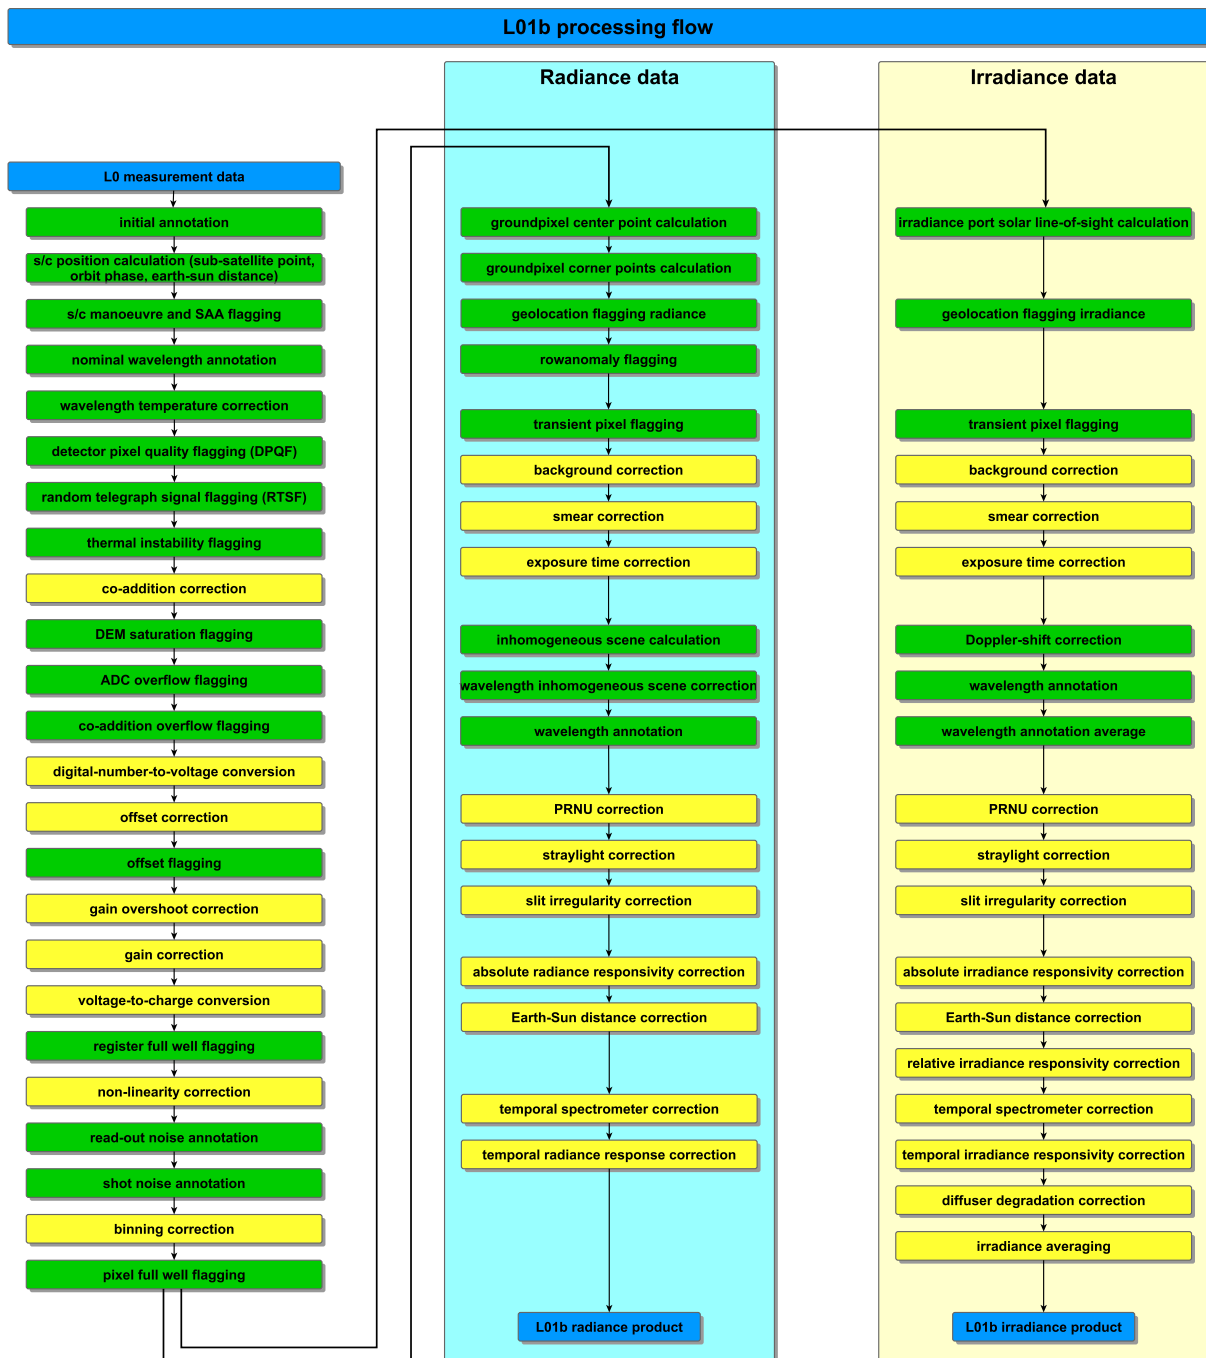 L01b processing flow
L0 measurement data
initial annotation
s/c position calculation (sub-satellite point,
orbit phase, earth-sun distance)
s/c manoeuvre and SAA flagging
nominal wavelength annotation
wavelength temperature correction
detector pixel quality flagging (DPQF)
random telegraph signal flagging (RTSF)
thermal instability flagging
co-addition correction
DEM saturation flagging
ADC overflow flagging
co-addition overflow flagging
digital-number-to-voltage conversion
offset correction
offset flagging
gain overshoot correction
gain correction
voltage-to-charge conversion
register full well flagging
non-linearity correction
read-out noise annotation
shot noise annotation
binning correction
pixel full well flagging
Radiance data
groundpixel center point calculation
groundpixel corner points calculation
geolocation flagging radiance
rowanomaly flagging
transient pixel flagging
background correction
smear correction
exposure time correction
inhomogeneous scene calculation
wavelength inhomogeneous scene correction
wavelength annotation
PRNU correction
straylight correction
slit irregularity correction
absolute radiance responsivity correction
Earth-Sun distance correction
temporal spectrometer correction
temporal radiance response correction
L01b radiance product
Irradiance data
irradiance port solar line-of-sight calculation
geolocation flagging irradiance
transient pixel flagging
background correction
smear correction
exposure time correction
Doppler-shift correction
wavelength annotation
wavelength annotation average
PRNU correction
straylight correction
slit irregularity correction
absolute irradiance responsivity correction
Earth-Sun distance correction
relative irradiance responsivity correction
temporal spectrometer correction
temporal irradiance responsivity correction
diffuser degradation correction
irradiance averaging
L01b irradiance product